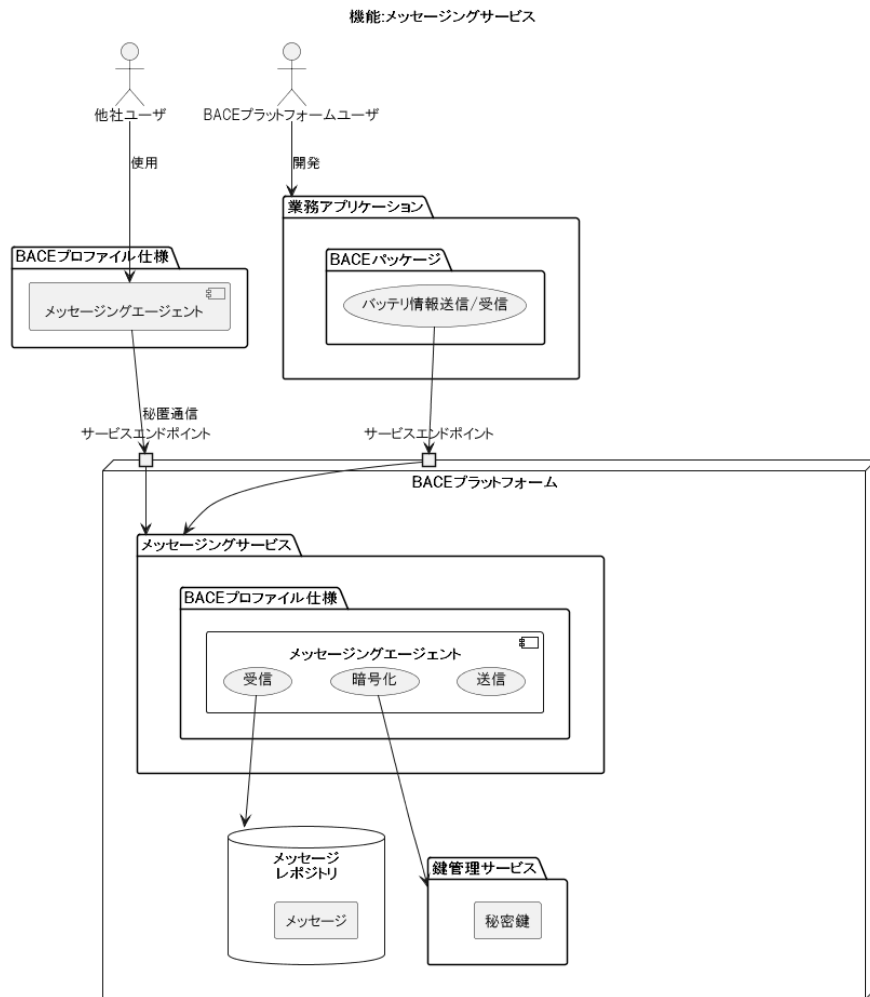 機能:メッセージングサービス
他社ユーザ
BACEプラットフォームユーザ
使用
開発
業務アプリケーション
BACEプロファイル仕様
BACEパッケージ
メッセージングエージェント
バッテリ情報送信/受信
秘匿通信
サービスエンドポイント
サービスエンドポイント
BACEプラットフォーム
メッセージングサービス
BACEプロファイル仕様
メッセージングエージェント
受信
暗号化
送信
メッセージ
レポジトリ
鍵管理サービス
メッセージ
秘密鍵